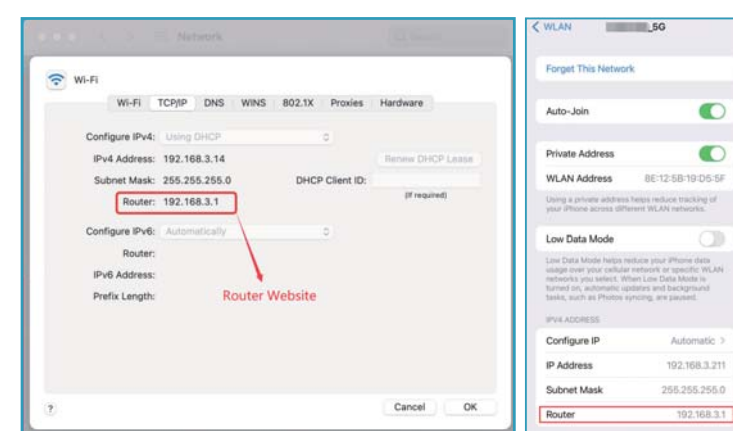 Network
Wi-Fi
Wi-Fi TCP/IP DNS WINS 802.1X Proxies Hardware
Configure IPv4: Using DHCP
IPv4 Address: 192.168.3.14 Renew DHCP Lease
Subnet Mask: 255.255.255.0 DHCP Client ID:
(If required)
Router: 192.168.3.1
Configure IPv6: Automatically
Router:
IPv6 Address:
Prefix Length:
Router Website
? Cancel OK
WLAN _5G
Forget This Network
Auto-Join
Private Address
WLAN Address 8E:12:5B:19:D5:5F
Using a private address helps reduce tracking of
your iPhone across different WLAN networks.
Low Data Mode
Low Data Mode helps reduce your iPhone data
usage over your cellular network or specific WLAN
networks you select. When Low Data Mode is
turned on, automatic updates and background
tasks, such as Photos syncing, are paused.
IPV4 ADDRESS
Configure IP Automatic >
IP Address 192.168.3.211
Subnet Mask 255.255.255.0
Router 192.168.3.1